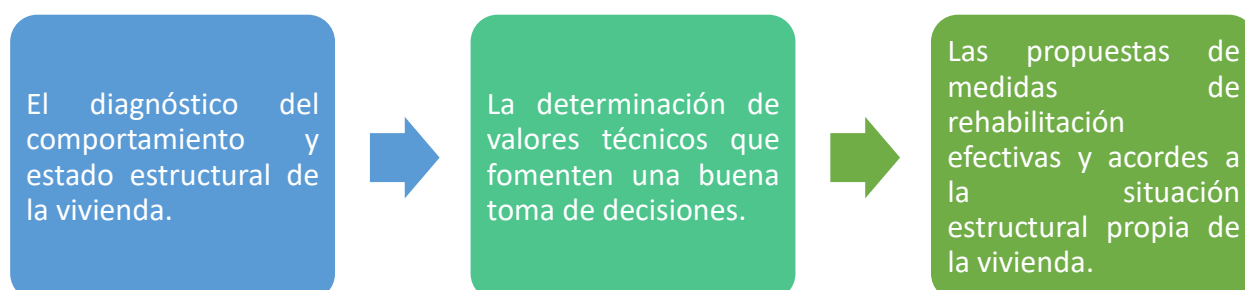 El diagnóstico del
comportamiento y
estado estructural de
la vivienda.
La determinación de
valores técnicos que
fomenten una buena
toma de decisiones.
Las propuestas de
medidas de
rehabilitación
efectivas y acordes a
la situación
estructural propia de
la vivienda.